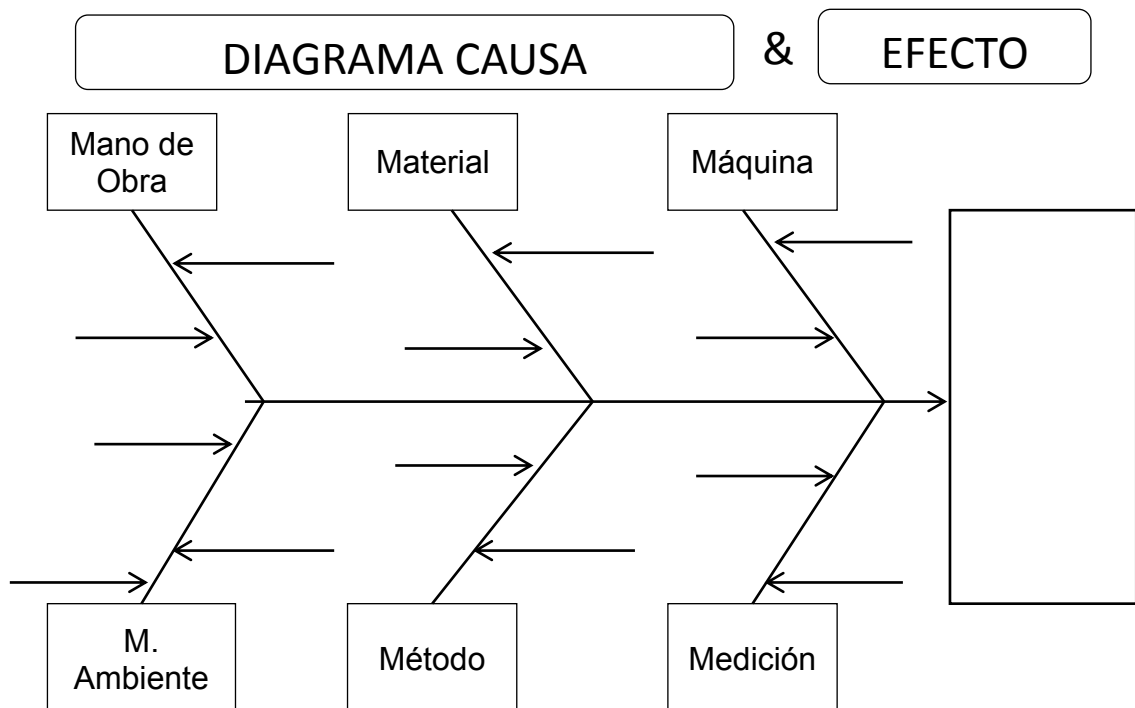 DIAGRAMA CAUSA
&
EFECTO
Mano de
Obra
Material
Máquina
M.
Ambiente
Método
Medición